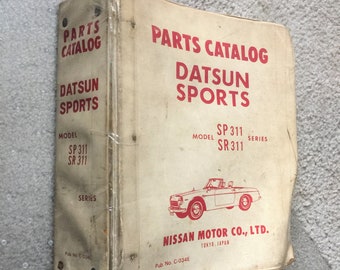 PARTS
CATALOG
DATSUN
SPORTS
MODEL
SP 311
SR 311
SERIES
PARTS CATALOG
DATSUN
SPORTS
MODEL SP 311 SERIES
SR 311
NISSAN MOTOR CO., LTD.
TOKYO, JAPAN
Pub No.